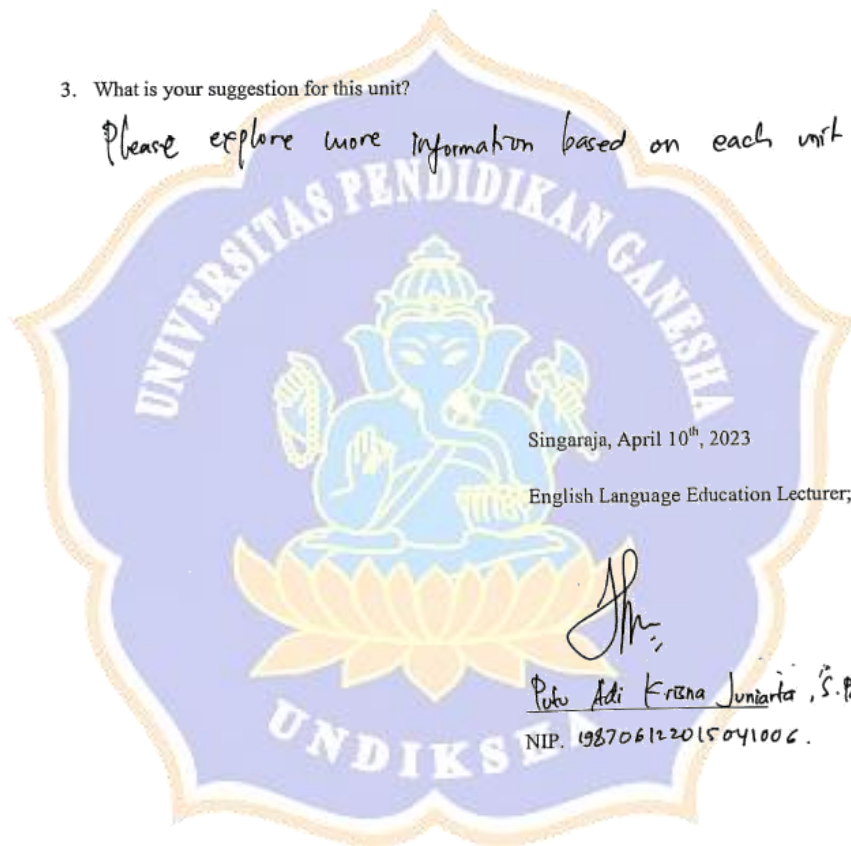 3. What is your suggestion for this unit?
Please explore more information based on each unit
UNIVERSITAS PENDIDIKAN GANESHA
Singaraja, April 10th, 2023
English Language Education Lecturer;
Putu Adi Krisna Juniarta, S.P
NIP. 198706122015041006.
UNDIKSHA